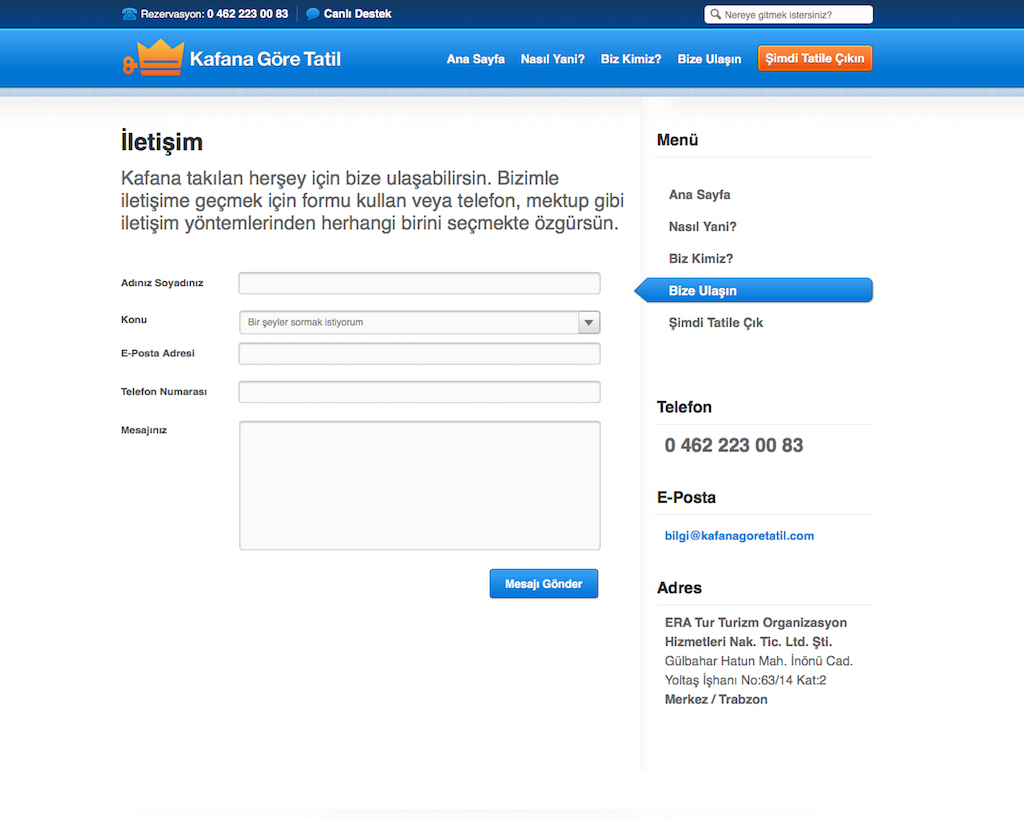 Rezervasyon: 0 462 223 00 83
Canlı Destek
Nereye gitmek istersiniz?
Kafana Göre Tatil
Ana Sayfa
Nasıl Yani?
Biz Kimiz?
Bize Ulaşın
Şimdi Tatile Çıkın
İletişim
Kafana takılan herşey için bize ulaşabilirsin. Bizimle
iletişime geçmek için formu kullan veya telefon, mektup gibi
iletişim yöntemlerinden herhangi birini seçmekte özgürsün.
Adınız Soyadınız
Konu
Bir şeyler sormak istiyorum
E-Posta Adresi
Telefon Numarası
Mesajınız
Mesajı Gönder
Menü
Ana Sayfa
Nasıl Yani?
Biz Kimiz?
Bize Ulaşın
Şimdi Tatile Çık
Telefon
0 462 223 00 83
E-Posta
bilgi@kafanagoretatil.com
Adres
ERA Tur Turizm Organizasyon
Hizmetleri Nak. Tic. Ltd. Şti.
Gülbahar Hatun Mah. İnönü Cad.
Yoltaş İşhanı No:63/14 Kat:2
Merkez / Trabzon